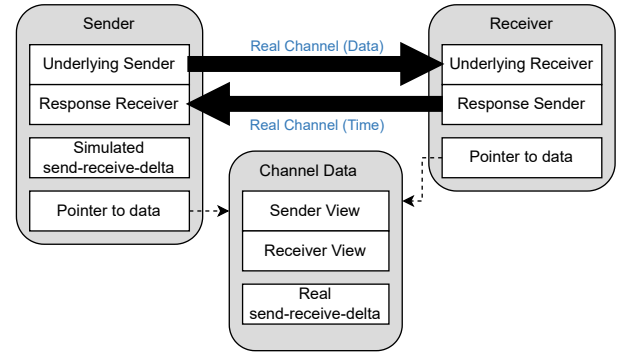 Sender
Underlying Sender
Response Receiver
Simulated
send-receive-delta
Pointer to data
Real Channel (Data)
Real Channel (Time)
Receiver
Underlying Receiver
Response Sender
Pointer to data
Channel Data
Sender View
Receiver View
Real
send-receive-delta